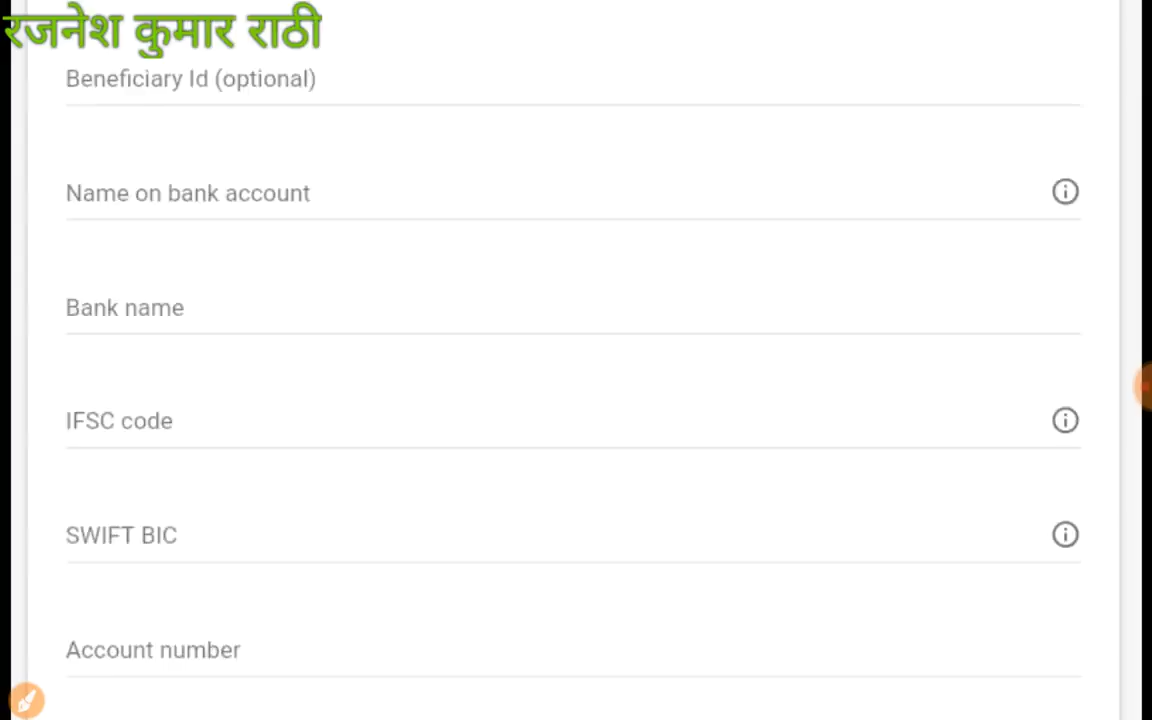 रजनेश कुमार राठी
Beneficiary Id (optional)
Name on bank account
Bank name
IFSC code
SWIFT BIC
Account number